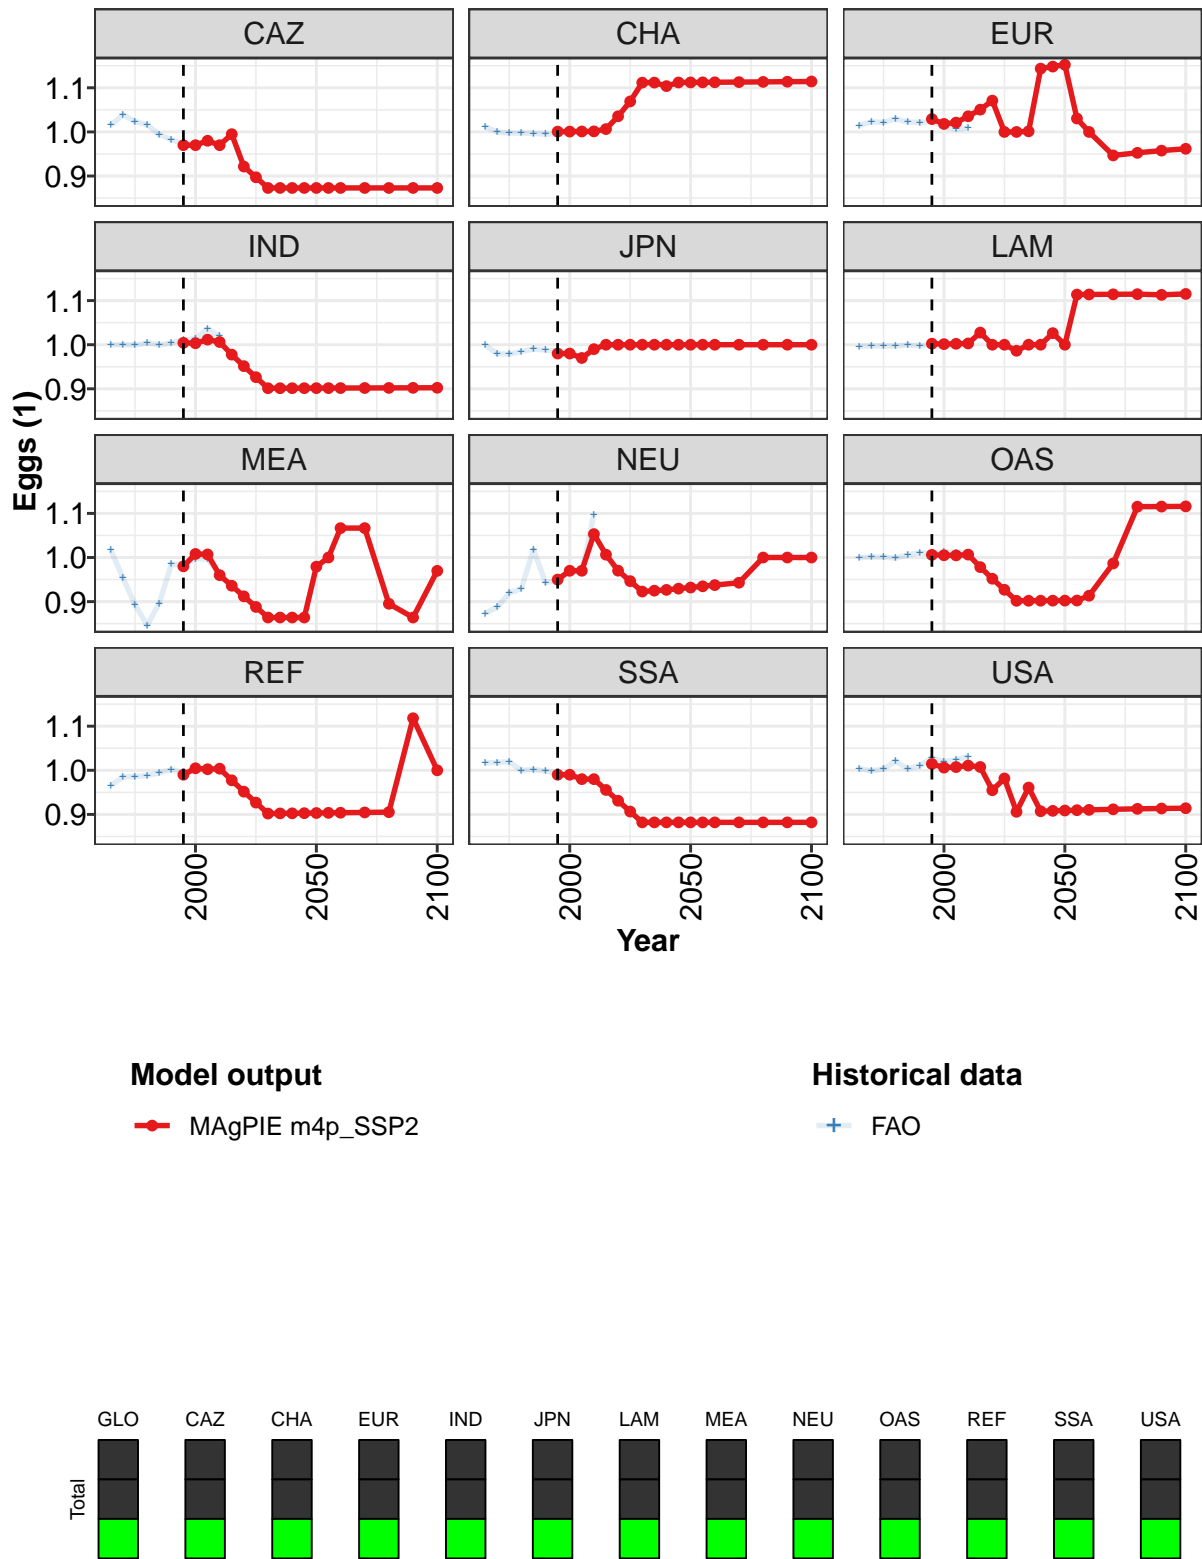 CAZ CHA EUR
1.1
1.0
0.9
IND JPN LAM
1.1
1.0
0.9
Eggs (1)
MEA NEU OAS
1.1
1.0
0.9
REF SSA USA
1.1
1.0
0.9
2000 2050 2100 2000 2050 2100 2000 2050 2100
Year
Model output Historical data
MAgPIE m4p_SSP2 FAO
GLO CAZ CHA EUR IND JPN LAM MEA NEU OAS REF SSA USA
Total